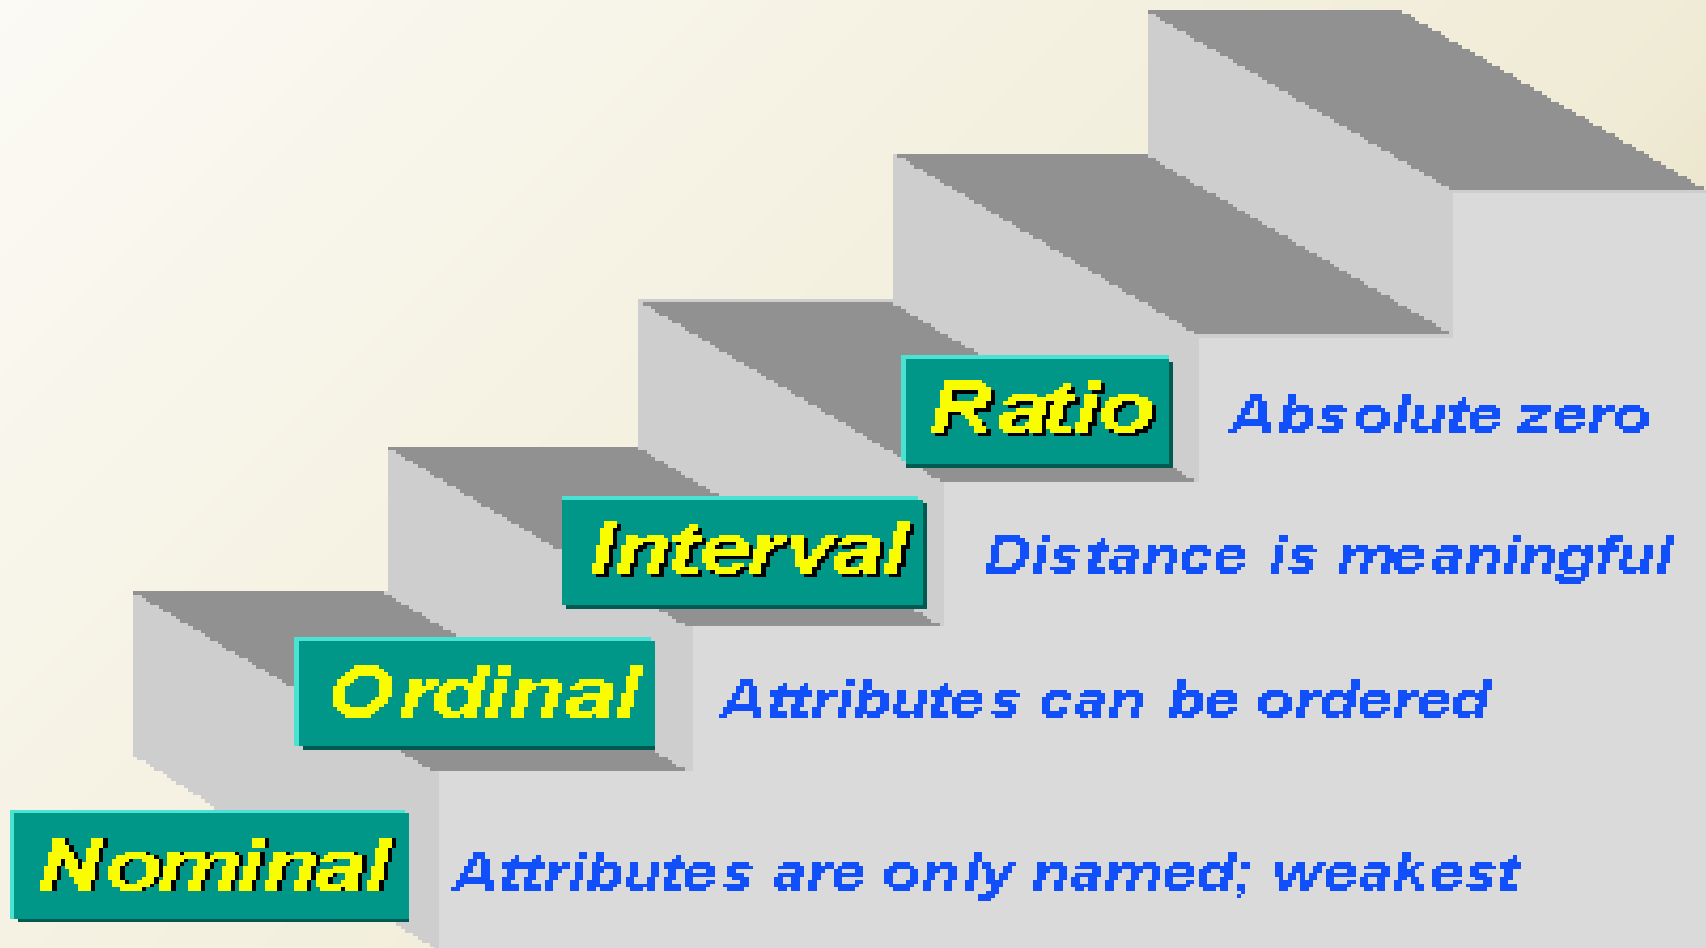 Ratio Absolute zero
Interval Distance is meaningful
Ordinal Attributes can be ordered
Nominal Attributes are only named; weakest